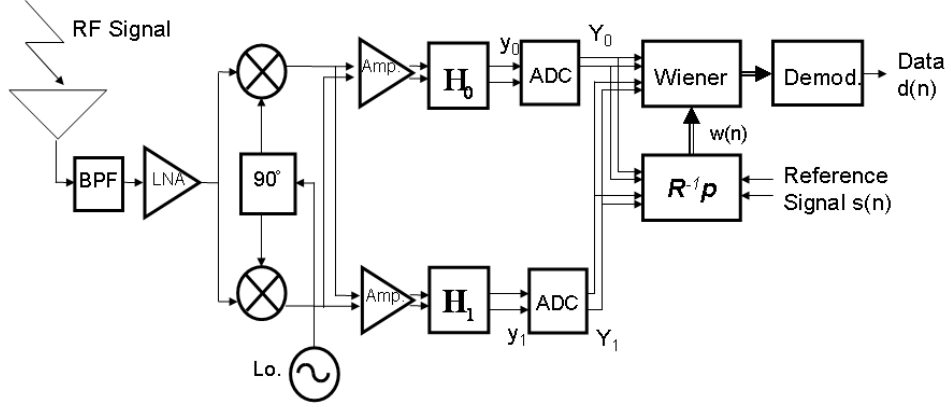 RF Signal
BPF
LNA
90°
Lo.
Amp.
H0
y0
ADC
Y0
Amp.
H1
y1
ADC
Y1
Wiener
w(n)
R-1p
Demod.
Data
d(n)
Reference
Signal s(n)